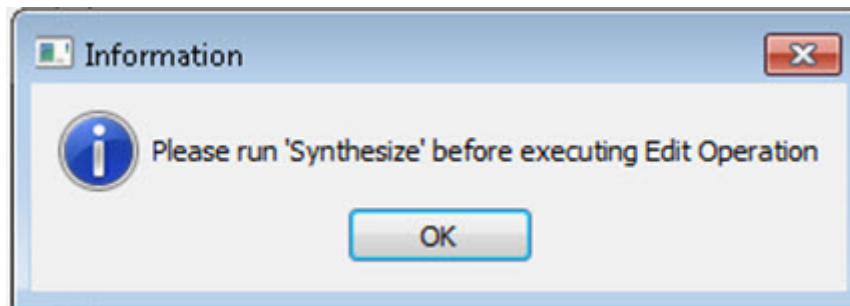 Information
Please run 'Synthesize' before executing Edit Operation
OK